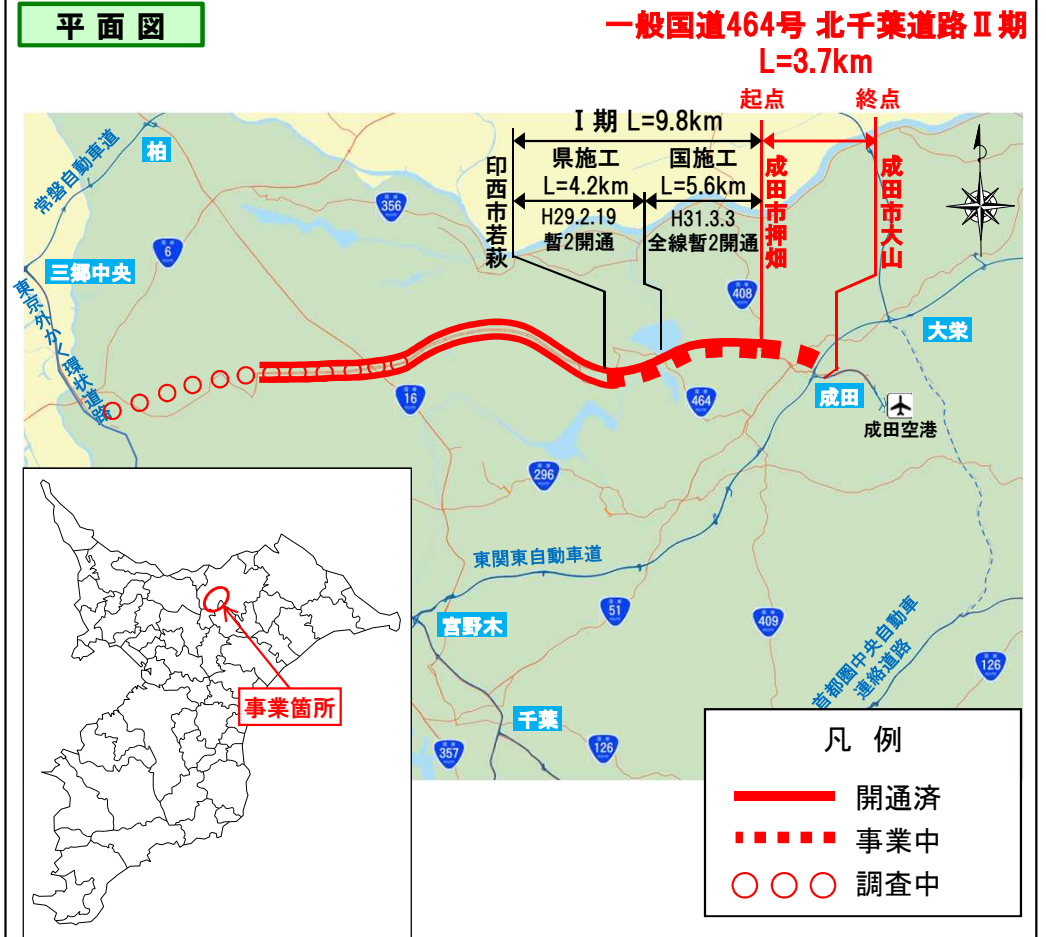 平面図
一般国道464号 北千葉道路Ⅱ期
L=3.7km
起点
終点
Ⅰ期 L=9.8km
県施工
L=4.2km
H29.2.19
暫2開通
国施工
L=5.6km
H31.3.3
全線暫2開通
印西市若萩
成田市押畑
成田市大山
常磐自動車道
柏
356
6
三郷中央
東京外かく環状道路
408
大栄
16
464
成田
成田空港
296
東関東自動車道
51
409
宮野木
首都圏中央自動車
連絡道路
126
千葉
357
126
事業箇所
凡例
開通済
事業中
調査中